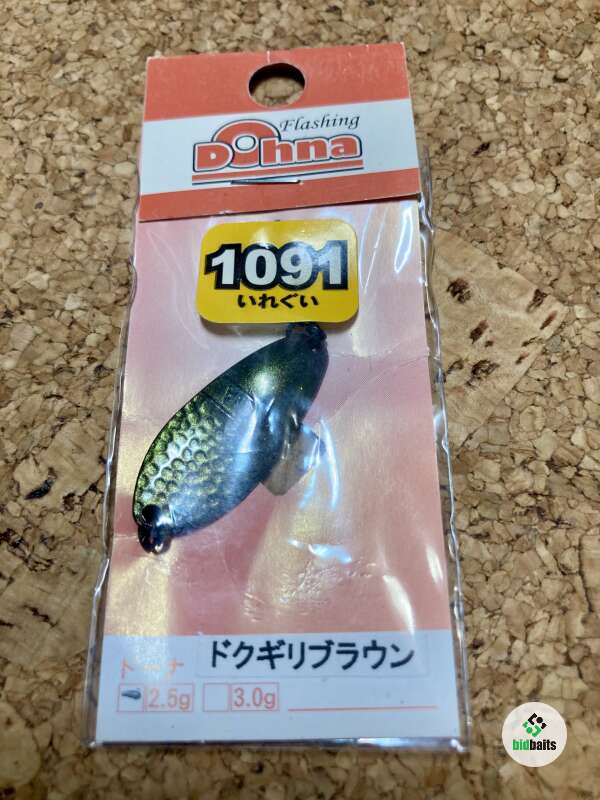 Flashing
Dohna
1091
いれぐい
ドーナ
ドクギリブラウン
2.5g 3.0g
bidbaits